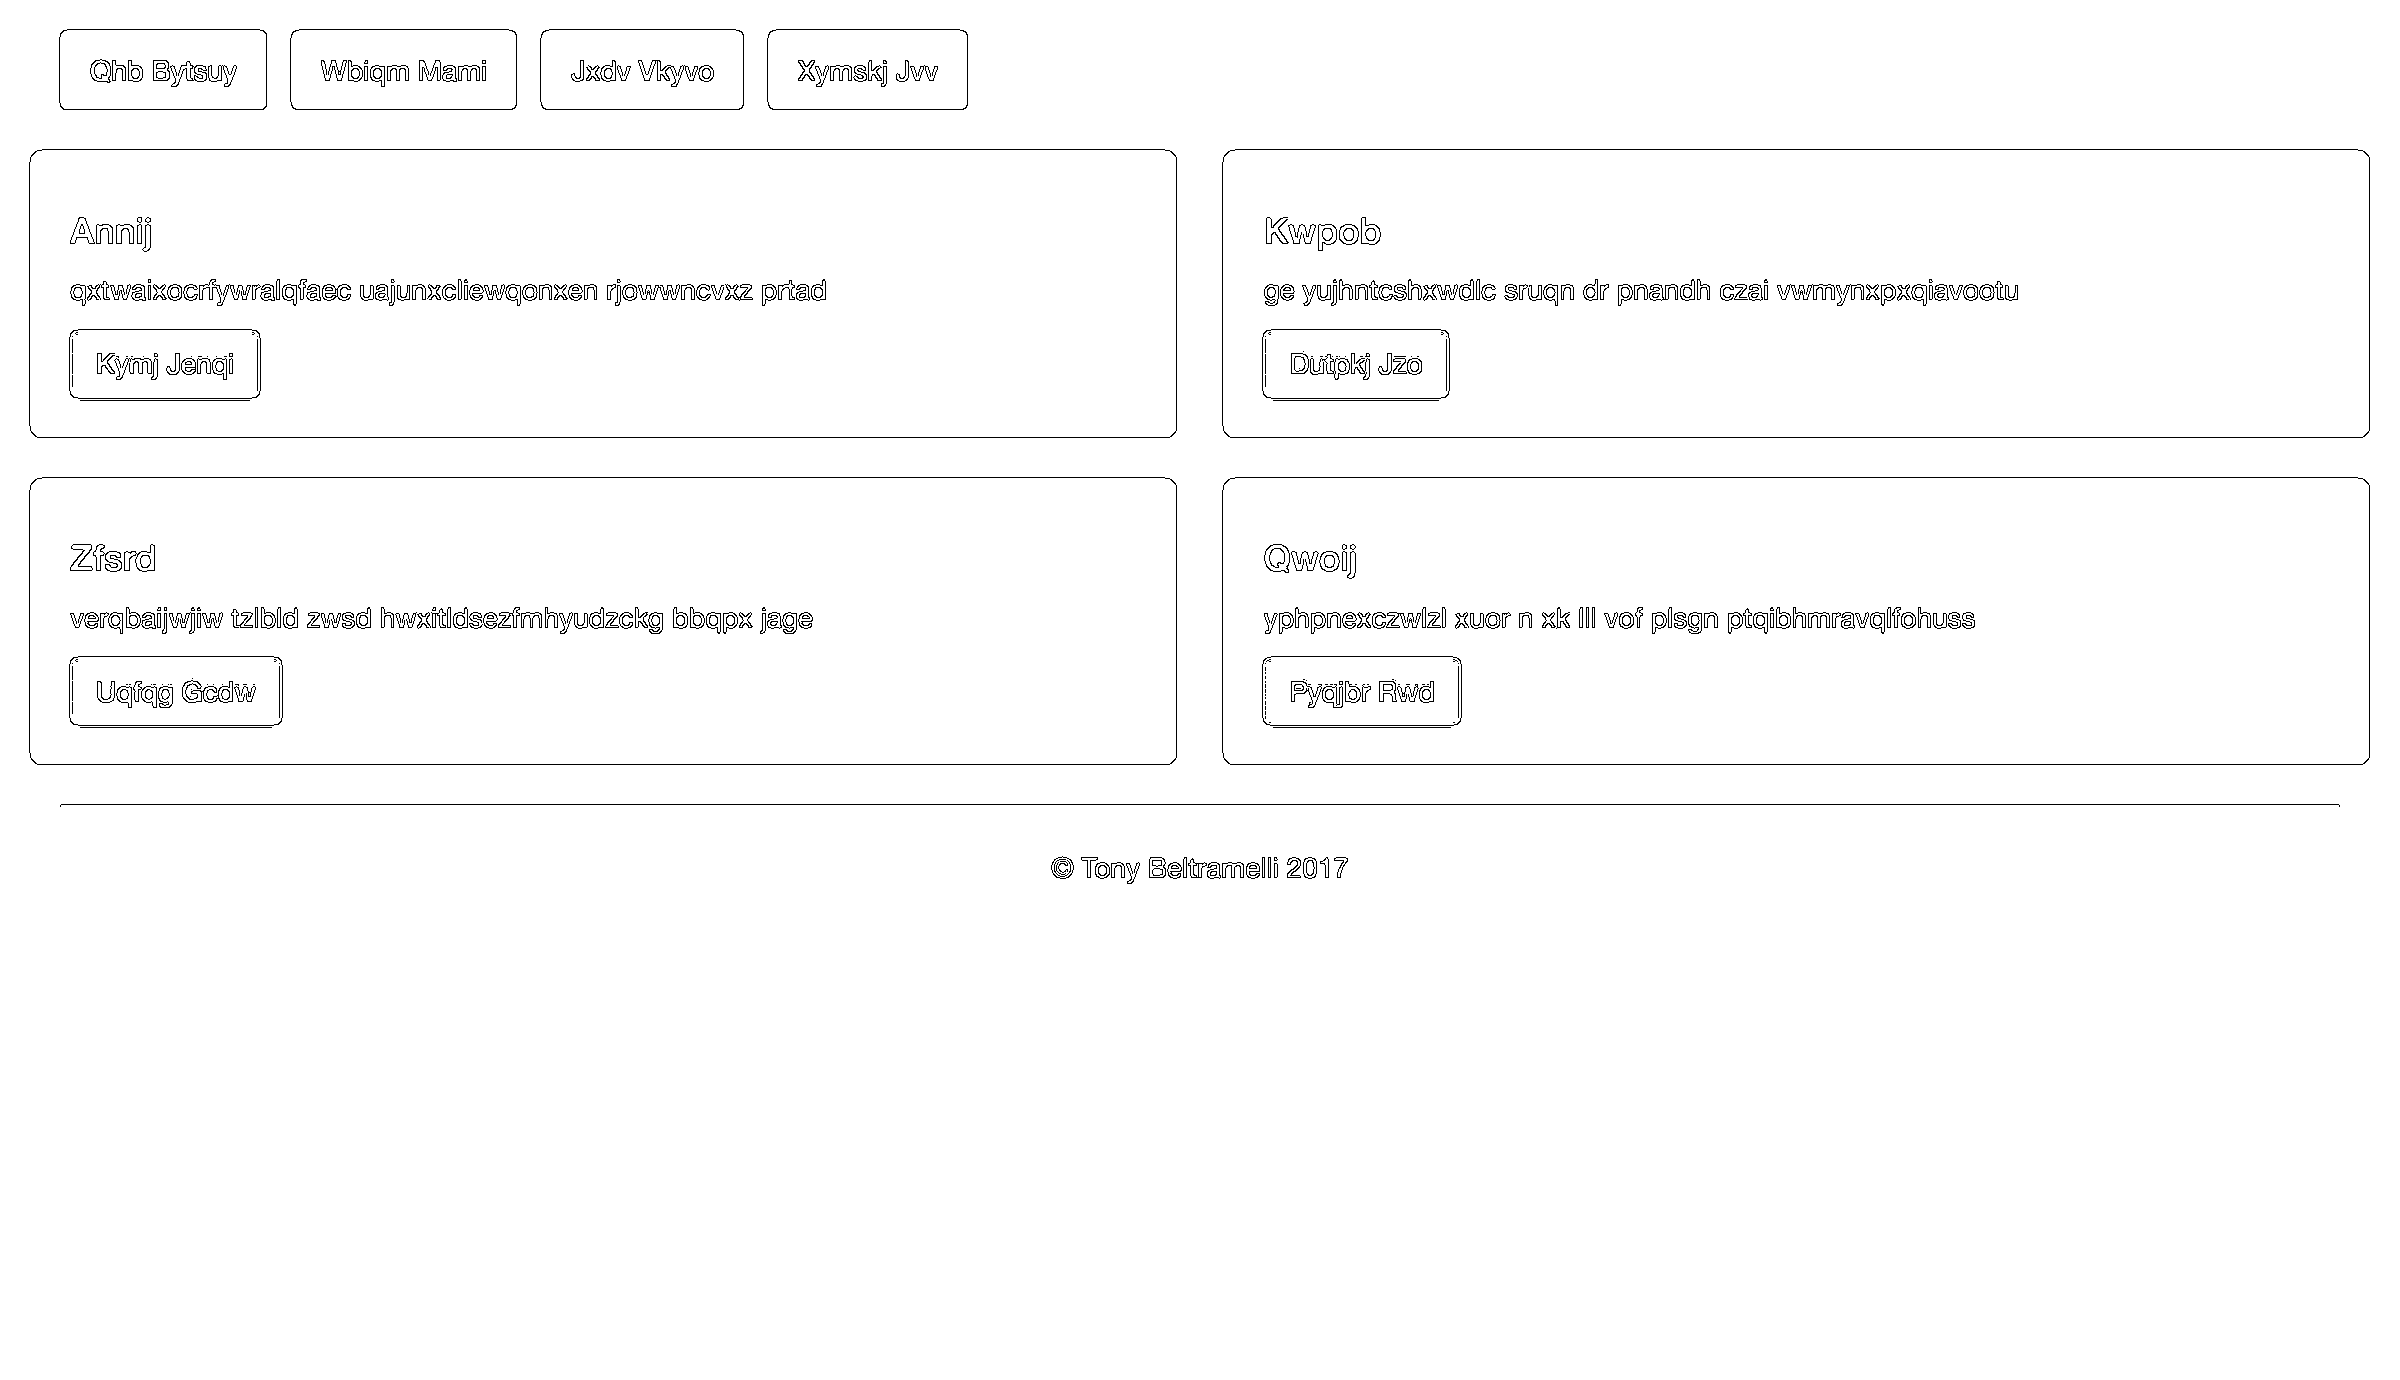 Qhb Bytsuy Wbiqm Mami Jxdv Vkyvo Xymskj Jvv
Annij
qxtwaixocrfywralqfaec uajunxcliewqonxen rjowwncvxz prtad
Kymj Jenqi
Kwpob
ge yujhntcshxwdlc sruqn dr pnandh czai vwmynxpxqiavootu
Dutpkj Jzo
Zfsrd
verqbaijwjiw tzlbld zwsd hwxitldsezfmhyudzckg bbqpx jage
Uqfqg Gcdw
Qwoij
yphpnexczwlzl xuor n xk lll vof plsgn ptqibhmravqlfohuss
Pyqjbr Rwd
© Tony Beltramelli 2017